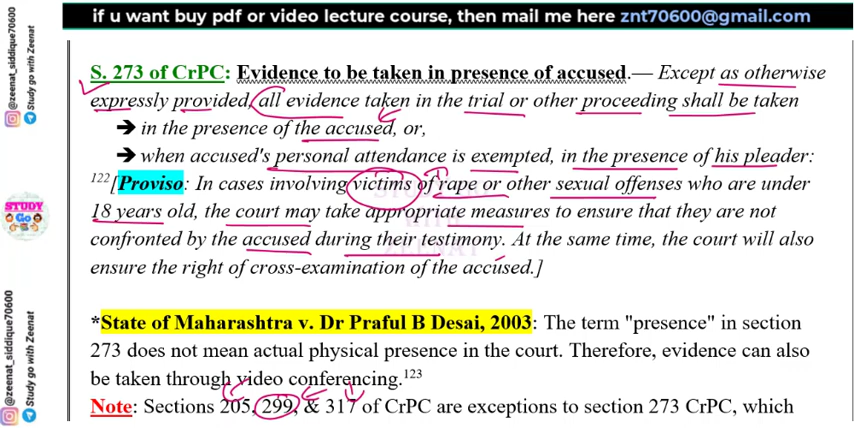 if u want buy pdf or video lecture course, then mail me here znt70600@gmail.com
@zeenat_siddique70600
Study go with Zeenat
S. 273 of CrPC: Evidence to be taken in presence of accused.— Except as otherwise
expressly provided, all evidence taken in the trial or other proceeding shall be taken
➔ in the presence of the accused, or,
➔ when accused's personal attendance is exempted, in the presence of his pleader:
122[Proviso: In cases involving victims of rape or other sexual offenses who are under
18 years old, the court may take appropriate measures to ensure that they are not
confronted by the accused during their testimony. At the same time, the court will also
ensure the right of cross-examination of the accused.]
STUDY
Go
STUDY
with
ZEENAT
*State of Maharashtra v. Dr Praful B Desai, 2003: The term "presence" in section
273 does not mean actual physical presence in the court. Therefore, evidence can also
be taken through video conferencing.123
Note: Sections 205, 299, & 317 of CrPC are exceptions to section 273 CrPC, which
@zeenat_siddique70600
Study go with Zeenat